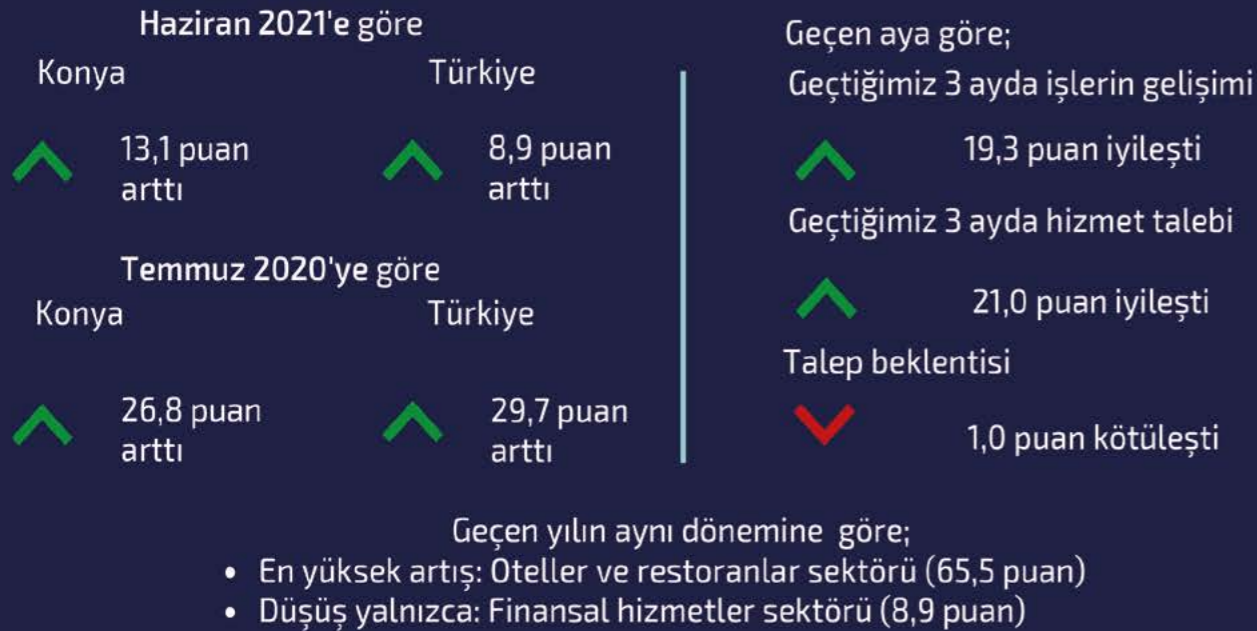 Haziran 2021'e göre
Konya
Türkiye
13,1 puan
arttı
8,9 puan
arttı
Temmuz 2020'ye göre
Konya
Türkiye
26,8 puan
arttı
29,7 puan
arttı
Geçen aya göre;
Geçtiğimiz 3 ayda işlerin gelişimi
19,3 puan iyileşti
Geçtiğimiz 3 ayda hizmet talebi
21,0 puan iyileşti
Talep beklentisi
1,0 puan kötüleşti
Geçen yılın aynı dönemine göre;
• En yüksek artış: Oteller ve restoranlar sektörü (65,5 puan)
• Düşüş yalnızca: Finansal hizmetler sektörü (8,9 puan)